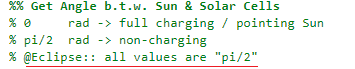 %% Get Angle b.t.w. Sun & Solar Cells
% 0 rad -> full charging / pointing Sun
% pi/2 rad -> non-charging
% @Eclipse:: all values are "pi/2"